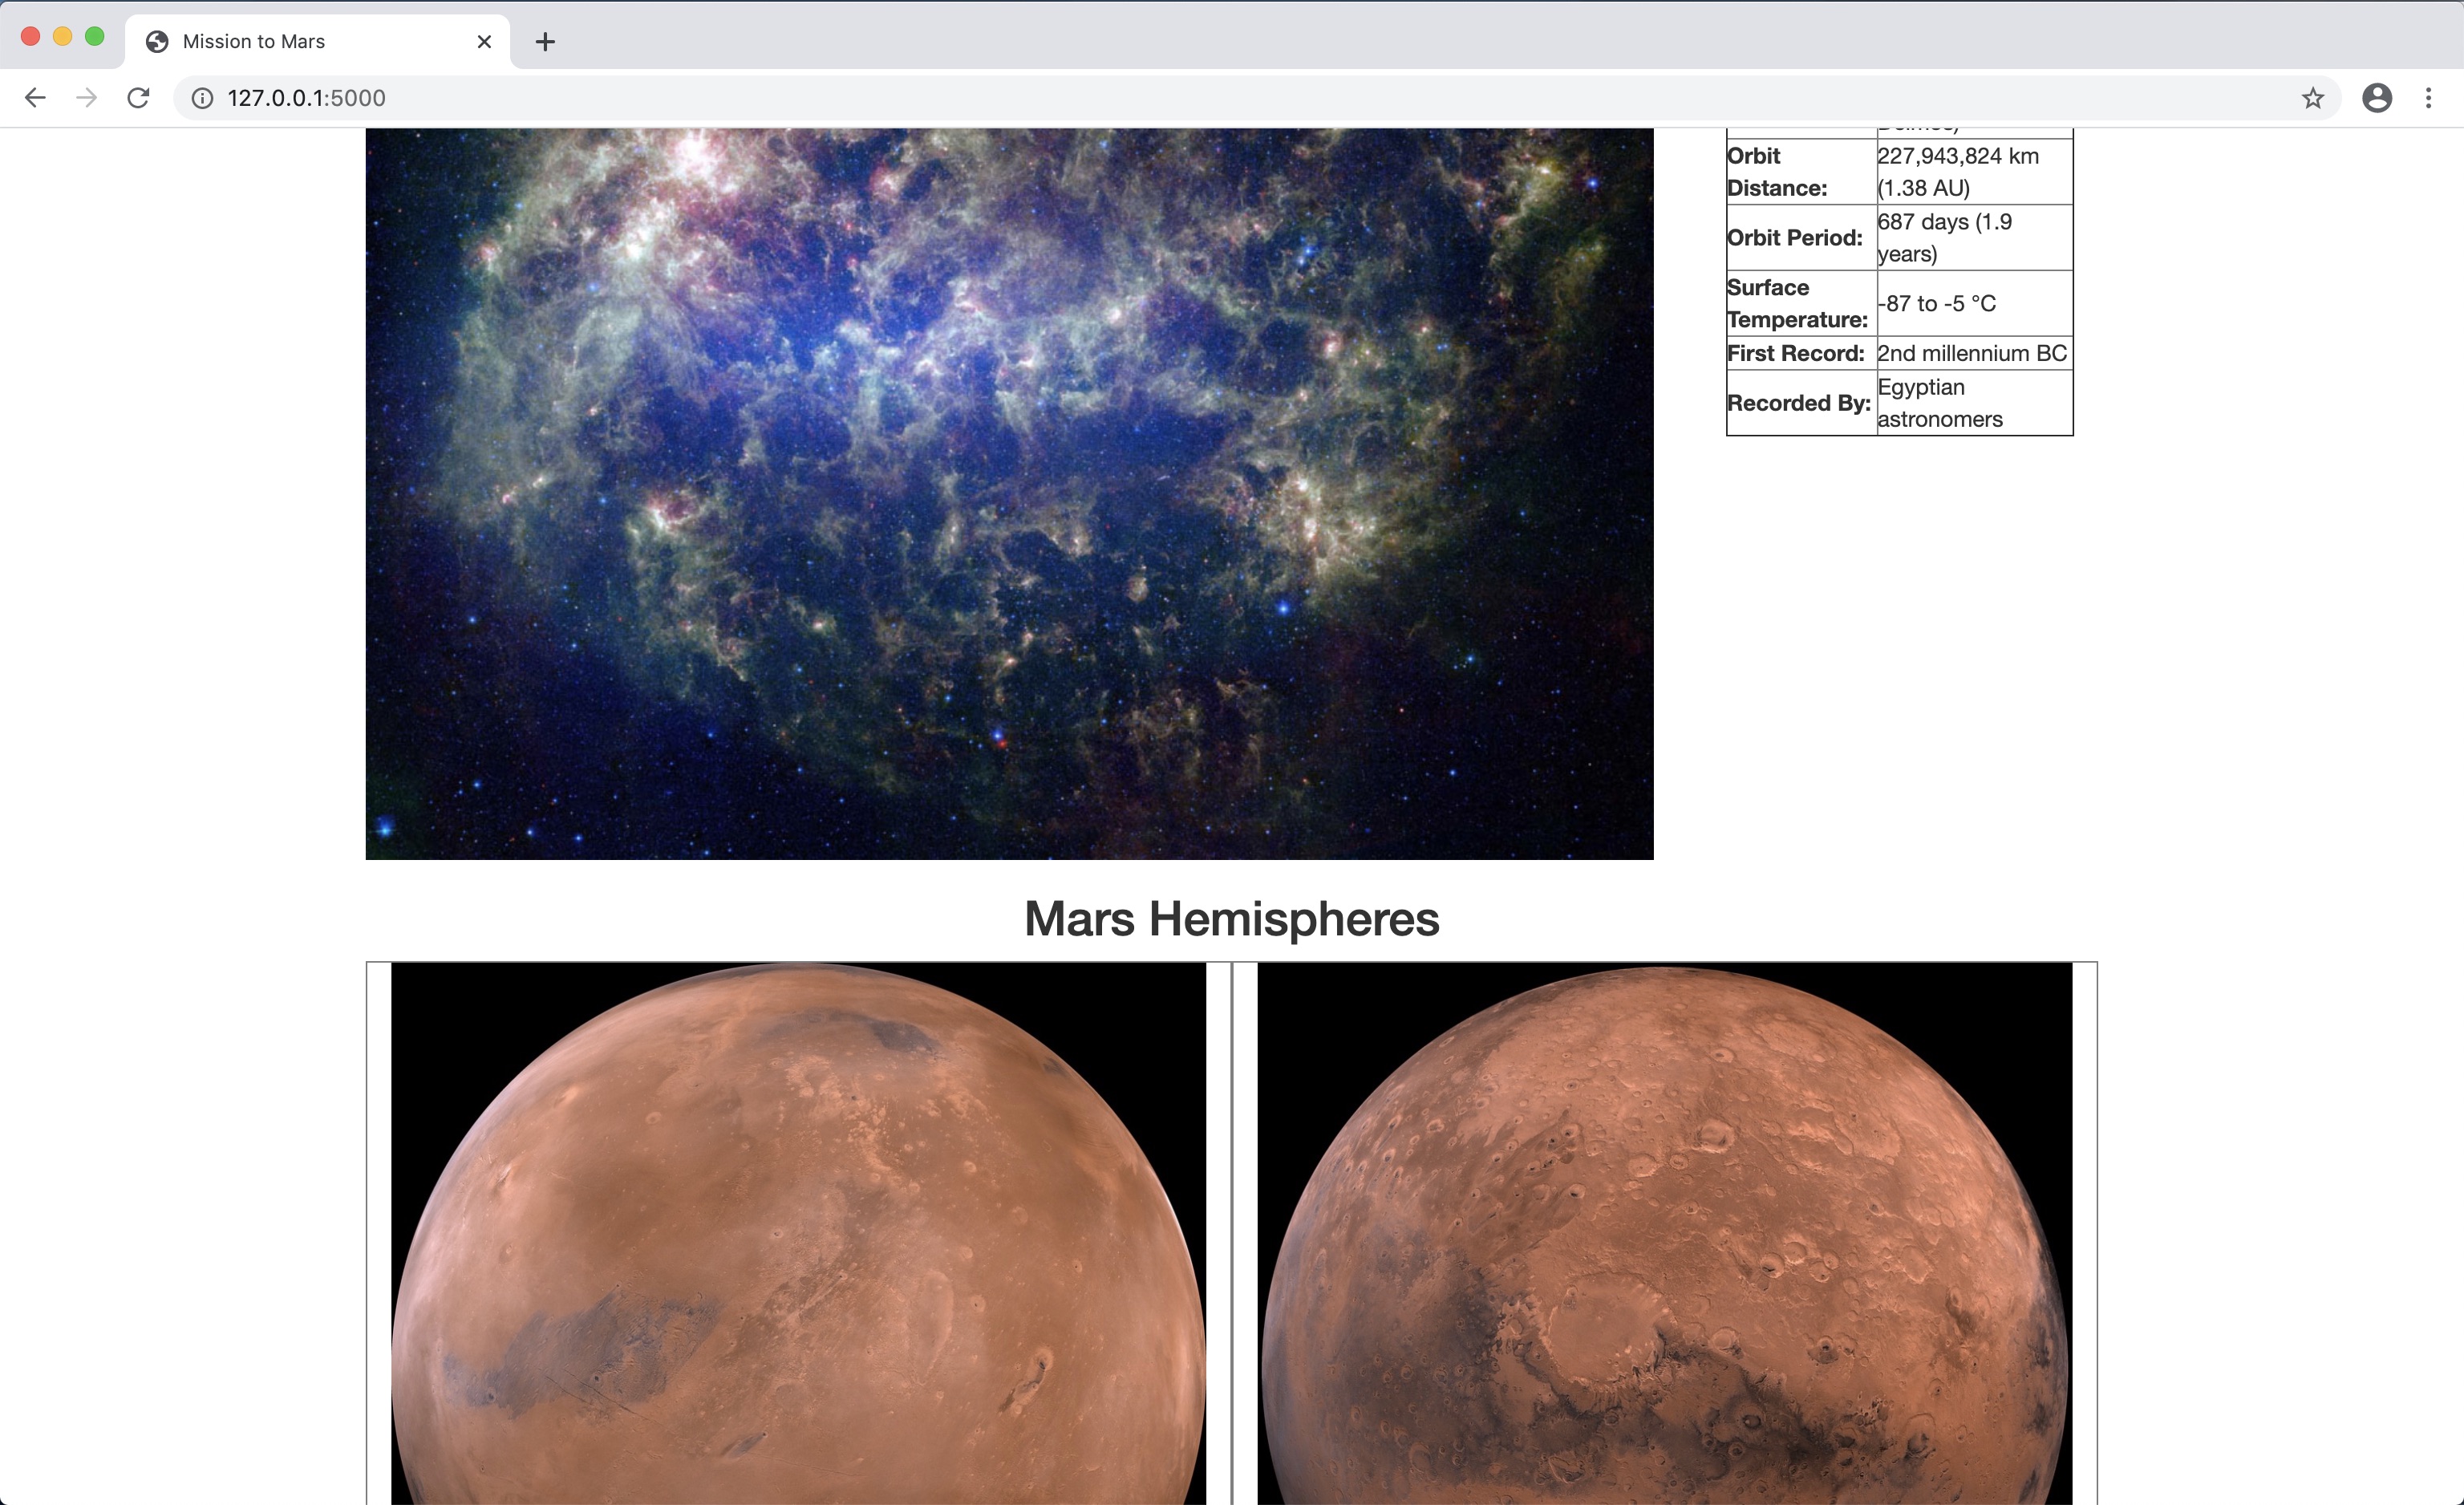 Mission to Mars
127.0.0.1:5000
Orbit
Distance:
227,943,824 km
(1.38 AU)
Orbit Period:
687 days (1.9
years)
Surface
Temperature:
-87 to -5 °C
First Record:
2nd millennium BC
Recorded By:
Egyptian
astronomers
Mars Hemispheres